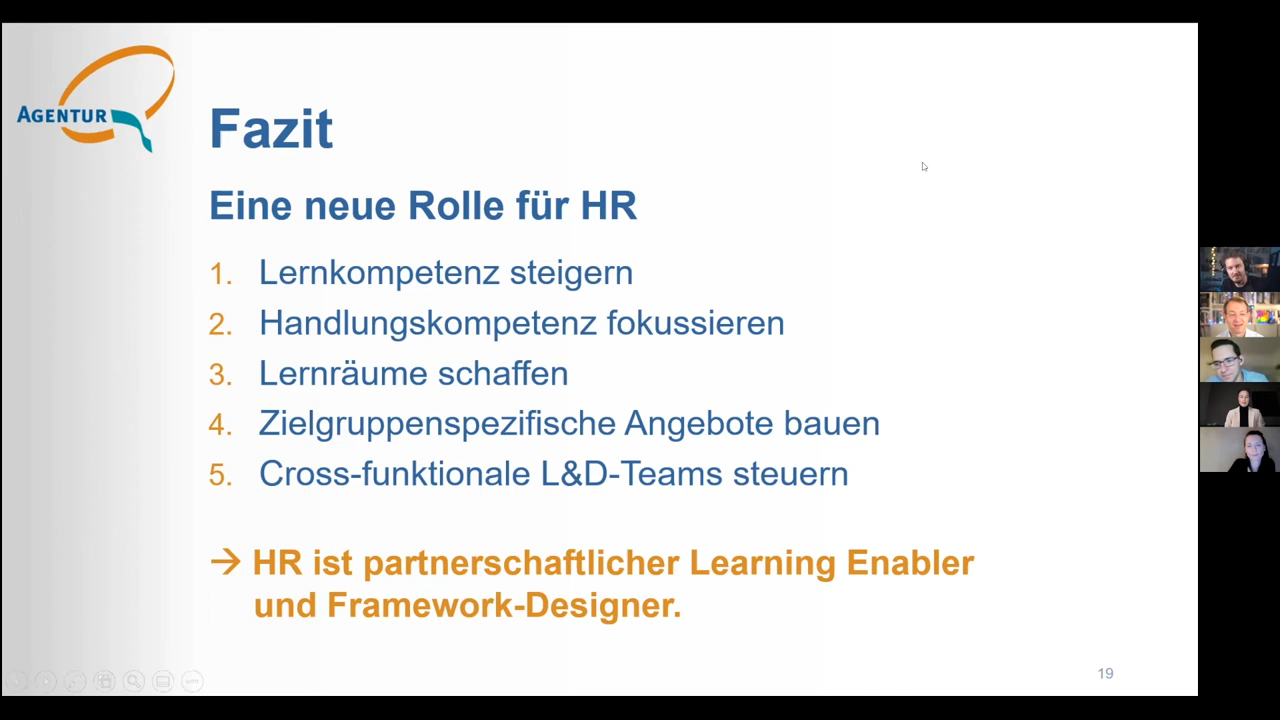 AGENTUR
Fazit
Eine neue Rolle für HR
1. Lernkompetenz steigern
2. Handlungskompetenz fokussieren
3. Lernräume schaffen
4. Zielgruppenspezifische Angebote bauen
5. Cross-funktionale L&D-Teams steuern
→ HR ist partnerschaftlicher Learning Enabler
und Framework-Designer.
19